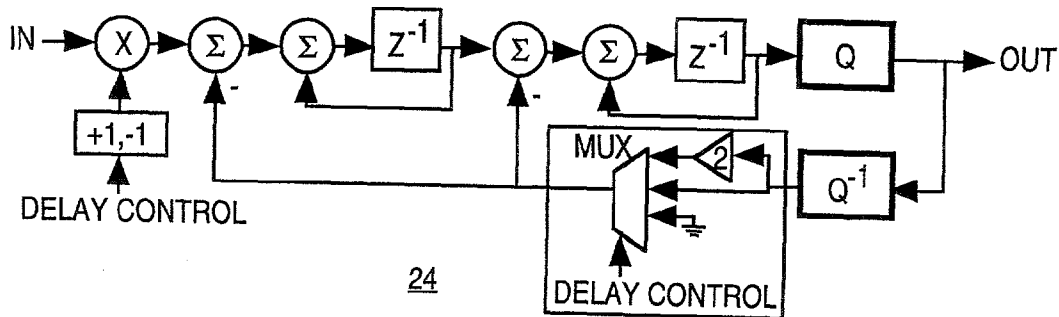 IN X Σ Σ Z-1 Σ Σ Z-1 Q OUT
- -
+1,-1 MUX 2 Q-1
DELAY CONTROL
24 DELAY CONTROL